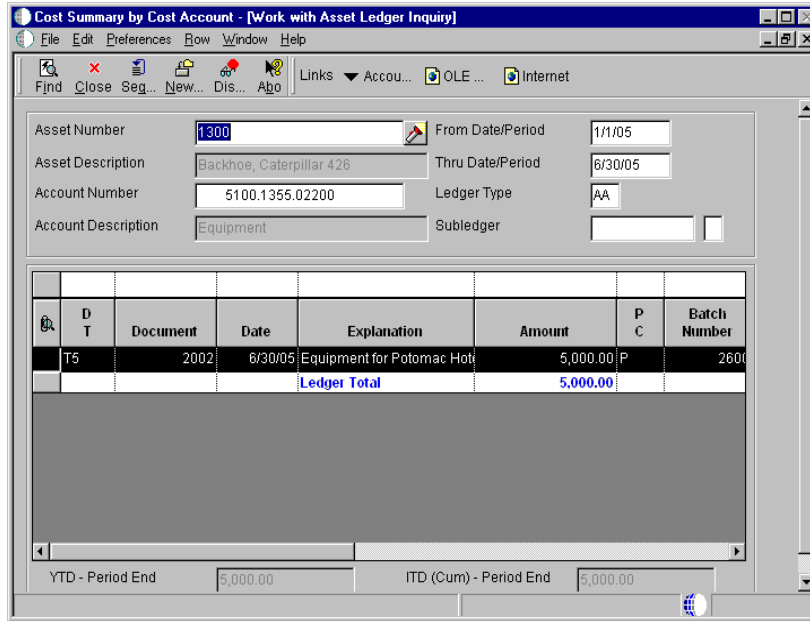 Cost Summary by Cost Account - [Work with Asset Ledger Inquiry]
File Edit Preferences Row Window Help
Find Close Seg... New... Dis... Abo Links Accou... OLE ... Internet
Asset Number 1300 From Date/Period 1/1/05
Asset Description Backhoe, Caterpillar 426 Thru Date/Period 6/30/05
Account Number 5100.1355.02200 Ledger Type AA
Account Description Equipment Subledger
D T Document Date Explanation Amount P C Batch Number
T5 2002 6/30/05 Equipment for Potomac Hot 5,000.00 P 2600
Ledger Total 5,000.00
YTD - Period End 5,000.00 ITD (Cum) - Period End 5,000.00